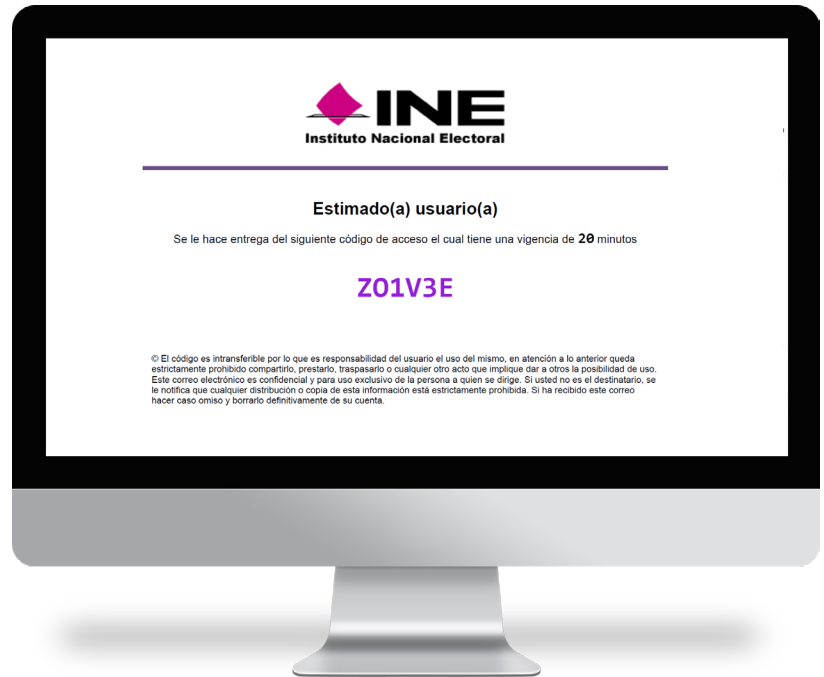 INE
Instituto Nacional Electoral
Estimado(a) usuario(a)
Se le hace entrega del siguiente código de acceso el cual tiene una vigencia de 20 minutos
ZO1V3E
© El código es intransferible por lo que es responsabilidad del usuario el uso del mismo, en atención a lo anterior queda
estrictamente prohibido compartirlo, prestarlo, traspasarlo o cualquier otro acto que implique dar a otros la posibilidad de uso.
Este correo electrónico es confidencial y para uso exclusivo de la persona a quien se dirige. Si usted no es el destinatario, se
le notifica que cualquier distribución o copia de esta información está estrictamente prohibida. Si ha recibido este correo
hacer caso omiso y borrarlo definitivamente de su cuenta.